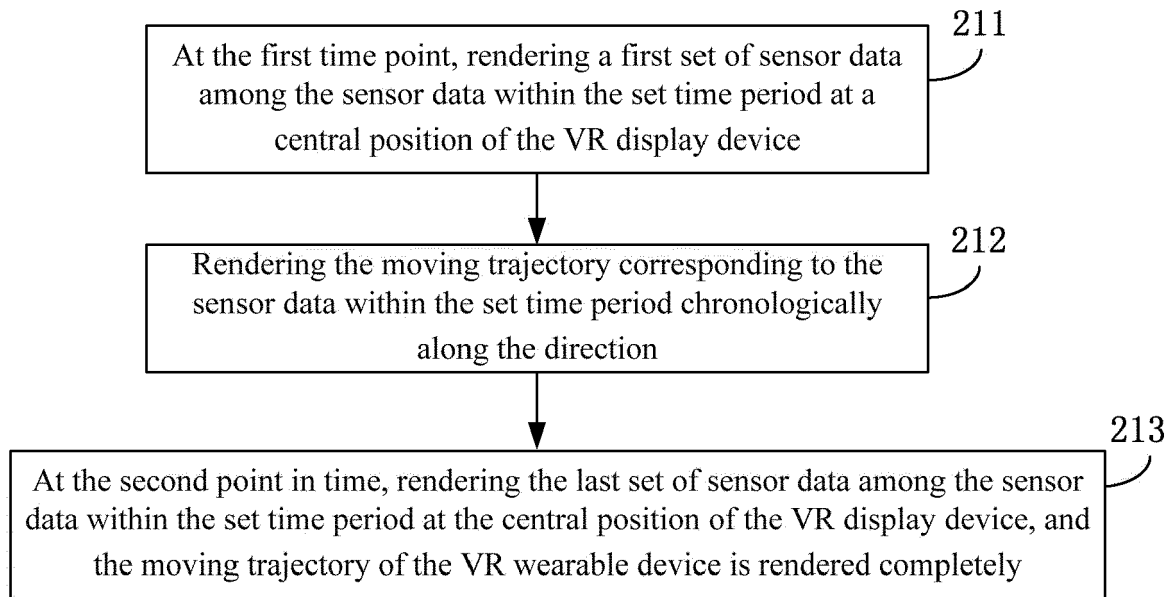 211
At the first time point, rendering a first set of sensor data
among the sensor data within the set time period at a
central position of the VR display device
212
Rendering the moving trajectory corresponding to the
sensor data within the set time period chronologically
along the direction
213
At the second point in time, rendering the last set of sensor data among the sensor
data within the set time period at the central position of the VR display device, and
the moving trajectory of the VR wearable device is rendered completely